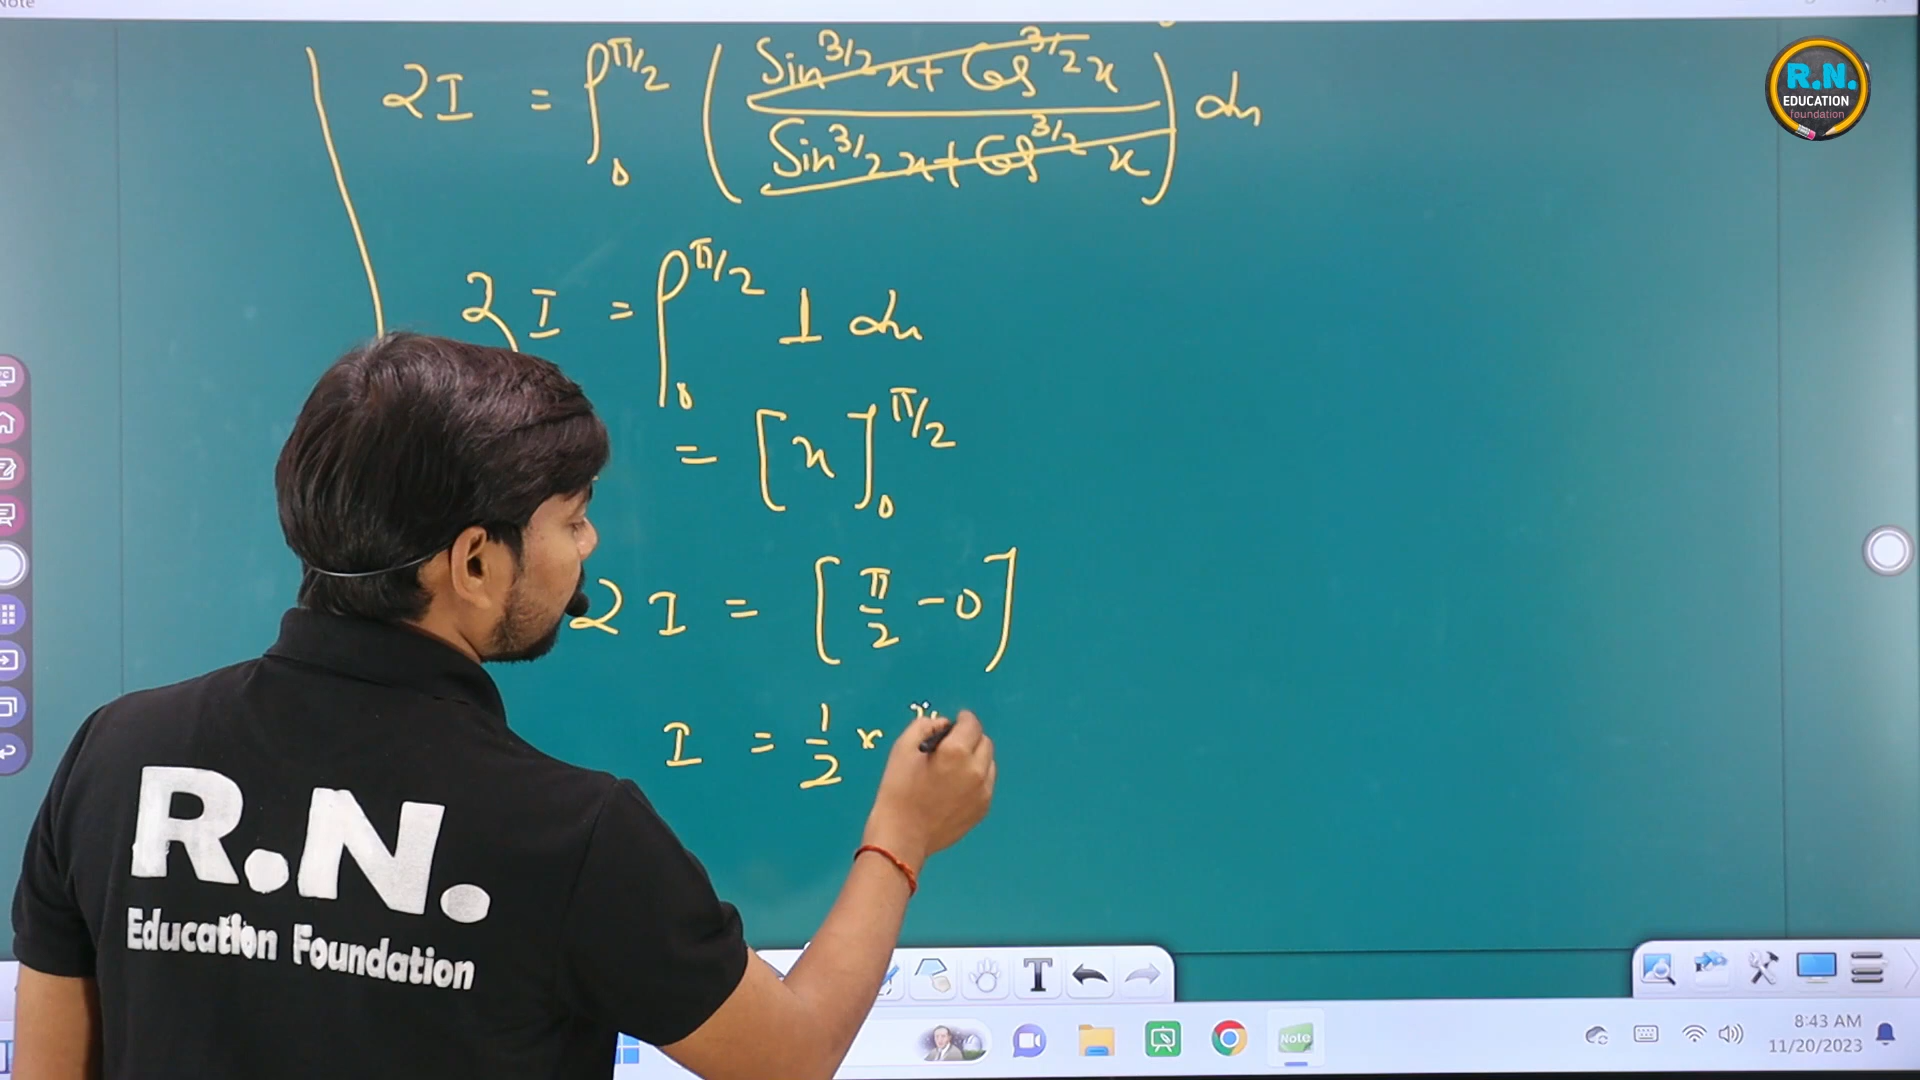 Note
2I = ∫₀^π/2 ( Sin^3/2 x + Cos^3/2 x / Sin^3/2 x + Cos^3/2 x ) dx
2I = ∫₀^π/2 1 dx
= [x]₀^π/2
2I = [π/2 - 0]
I = 1/2 ×
R.N.
EDUCATION
foundation
R.N.
Education Foundation
T
Note
8:43 AM
11/20/2023